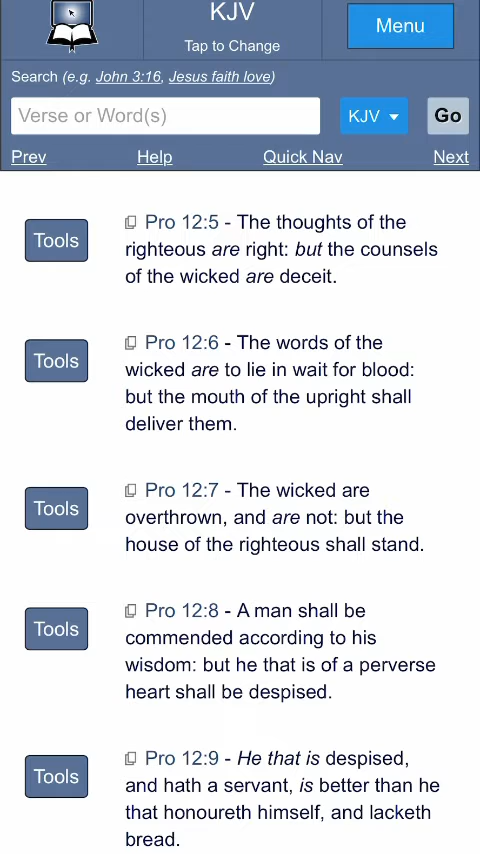 KJV
Menu
Tap to Change
Search (e.g. John 3:16, Jesus faith love)
Verse or Word(s)
KJV
Go
Prev
Help
Quick Nav
Next
Tools
Pro 12:5 - The thoughts of the
righteous are right: but the counsels
of the wicked are deceit.
Tools
Pro 12:6 - The words of the
wicked are to lie in wait for blood:
but the mouth of the upright shall
deliver them.
Tools
Pro 12:7 - The wicked are
overthrown, and are not: but the
house of the righteous shall stand.
Tools
Pro 12:8 - A man shall be
commended according to his
wisdom: but he that is of a perverse
heart shall be despised.
Tools
Pro 12:9 - He that is despised,
and hath a servant, is better than he
that honoureth himself, and lacketh
bread.